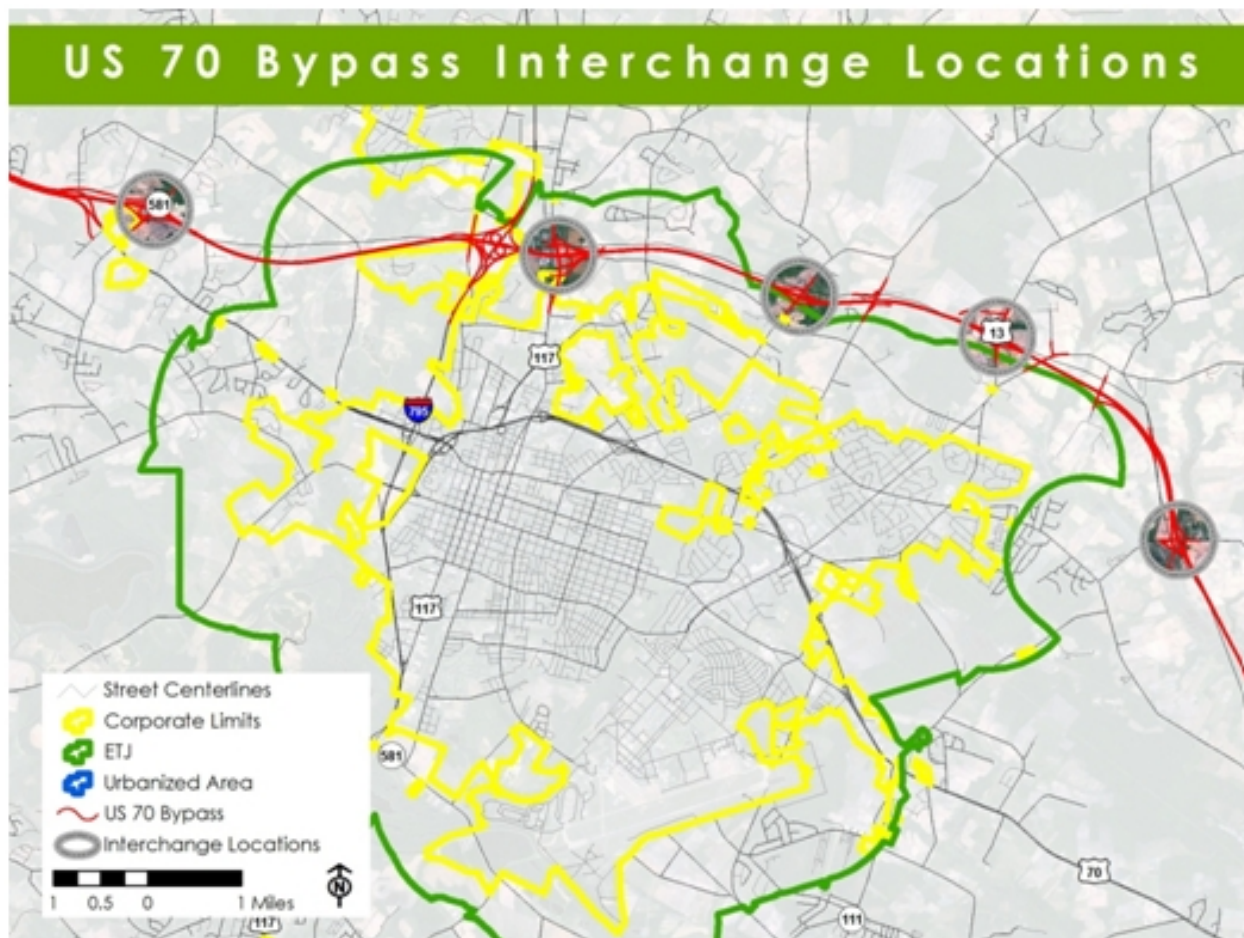 US 70 Bypass Interchange Locations
581
13
117
795
117
581
70
111
117
Street Centerlines
Corporate Limits
ETJ
Urbanized Area
US 70 Bypass
Interchange Locations
1 0.5 0 1 Miles
N